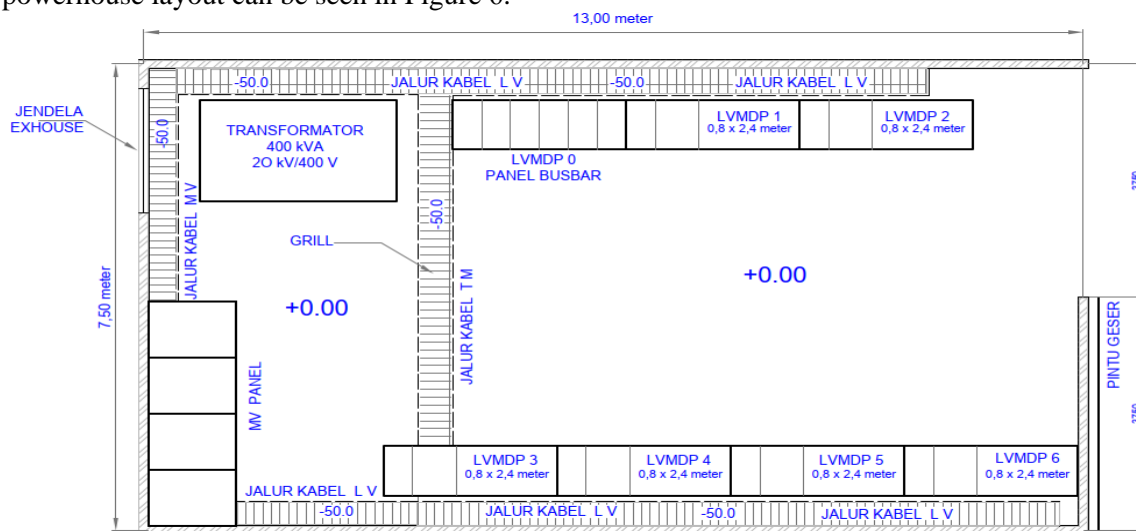 powerhouse layout can be seen in Figure 6.
13,00 meter
-50.0
JALUR KABEL L V
-50.0
JALUR KABEL L V
JENDELA
EXHOUSE
-50.0
TRANSFORMATOR
400 kVA
2O kV/400 V
LVMDP 1
0,8 x 2,4 meter
LVMDP 2
0,8 x 2,4 meter
LVMDP 0
PANEL BUSBAR
3750
JALUR KABEL M V
-50.0
GRILL
7,50 meter
+0.00
JALUR KABEL T M
+0.00
PINTU GESER
MV PANEL
3750
LVMDP 3
0,8 x 2,4 meter
LVMDP 4
0,8 x 2,4 meter
LVMDP 5
0,8 x 2,4 meter
LVMDP 6
0,8 x 2,4 meter
JALUR KABEL L V
-50.0
JALUR KABEL L V
-50.0
JALUR KABEL L V